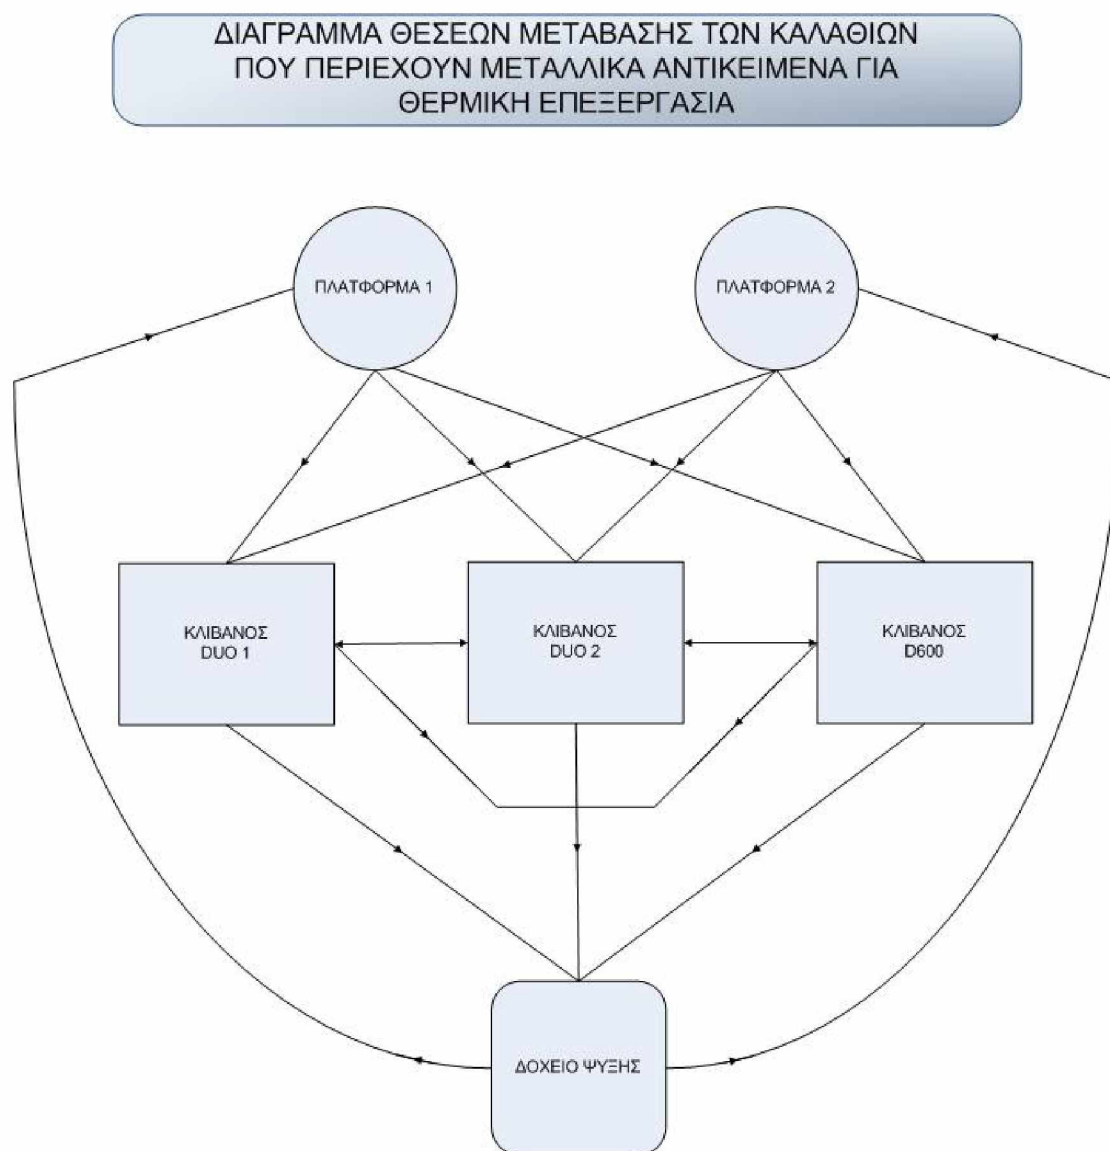 ΔΙΑΓΡΑΜΜΑ ΘΕΣΕΩΝ ΜΕΤΑΒΑΣΗΣ ΤΩΝ ΚΑΛΑΘΙΩΝ
ΠΟΥ ΠΕΡΙΕΧΟΥΝ ΜΕΤΑΛΛΙΚΑ ΑΝΤΙΚΕΙΜΕΝΑ ΓΙΑ
ΘΕΡΜΙΚΗ ΕΠΕΞΕΡΓΑΣΙΑ
ΠΛΑΤΦΟΡΜΑ 1
ΠΛΑΤΦΟΡΜΑ 2
ΚΛΙΒΑΝΟΣ
DUO 1
ΚΛΙΒΑΝΟΣ
DUO 2
ΚΛΙΒΑΝΟΣ
D600
ΔΟΧΕΙΟ ΨΥΞΗΣ